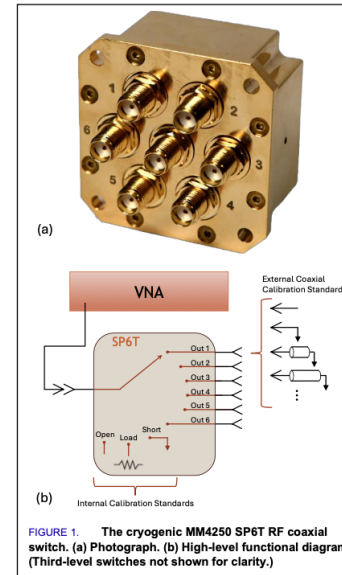 1
2
6
3
5
4
(a)
VNA
External Coaxial
Calibration Standard
SP6T
Out 1
Out 2
Out 3
Out 4
Out 5
Out 6
Open
Load
Short
...
(b)
Internal Calibration Standards
FIGURE 1. The cryogenic MM4250 SP6T RF coaxial
switch. (a) Photograph. (b) High-level functional diagram
(Third-level switches not shown for clarity.)